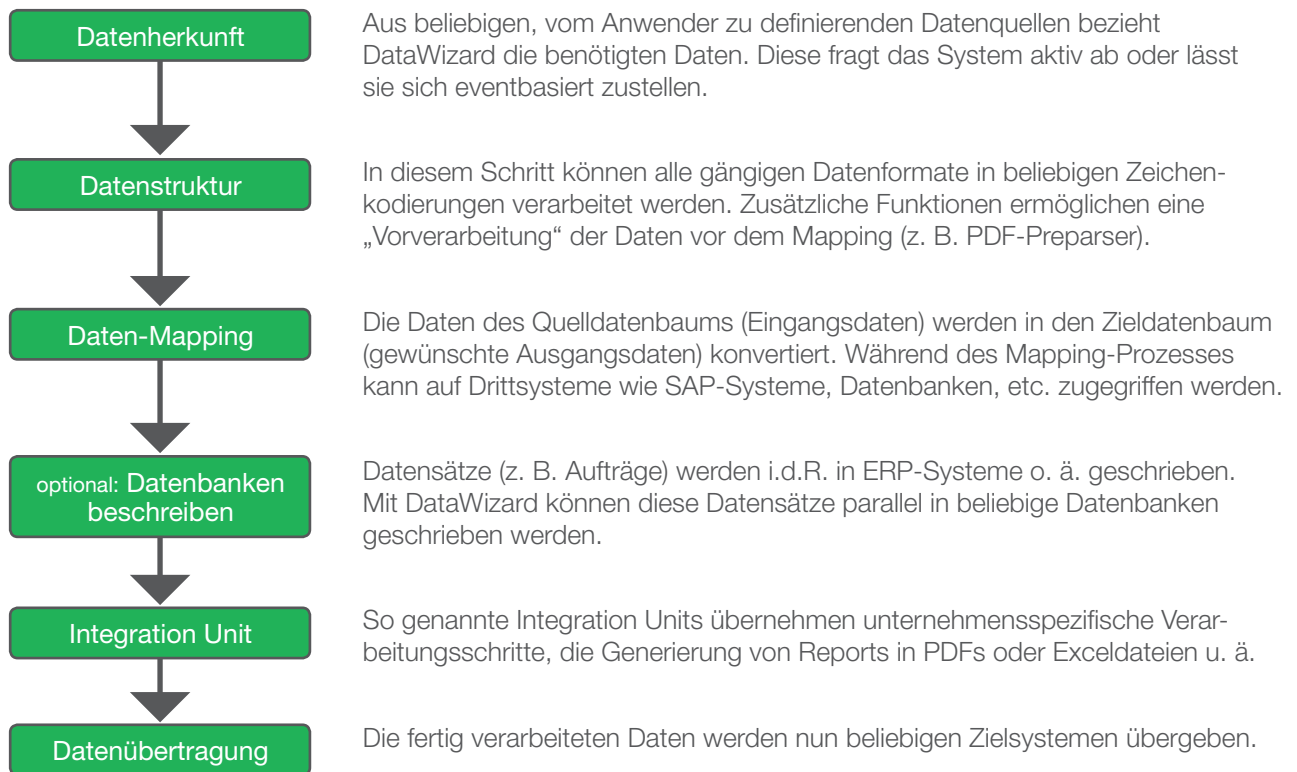 Datenherkunft
Aus beliebigen, vom Anwender zu definierenden Datenquellen bezieht
DataWizard die benötigten Daten. Diese fragt das System aktiv ab oder lässt
sie sich eventbasiert zustellen.
Datenstruktur
In diesem Schritt können alle gängigen Datenformate in beliebigen Zeichen-
kodierungen verarbeitet werden. Zusätzliche Funktionen ermöglichen eine
„Vorverarbeitung“ der Daten vor dem Mapping (z. B. PDF-Preparser).
Daten-Mapping
Die Daten des Quelldatenbaums (Eingangsdaten) werden in den Zieldatenbaum
(gewünschte Ausgangsdaten) konvertiert. Während des Mapping-Prozesses
kann auf Drittsysteme wie SAP-Systeme, Datenbanken, etc. zugegriffen werden.
optional: Datenbanken
beschreiben
Datensätze (z. B. Aufträge) werden i.d.R. in ERP-Systeme o. ä. geschrieben.
Mit DataWizard können diese Datensätze parallel in beliebige Datenbanken
geschrieben werden.
Integration Unit
So genannte Integration Units übernehmen unternehmensspezifische Verar-
beitungsschritte, die Generierung von Reports in PDFs oder Exceldateien u. ä.
Datenübertragung
Die fertig verarbeiteten Daten werden nun beliebigen Zielsystemen übergeben.